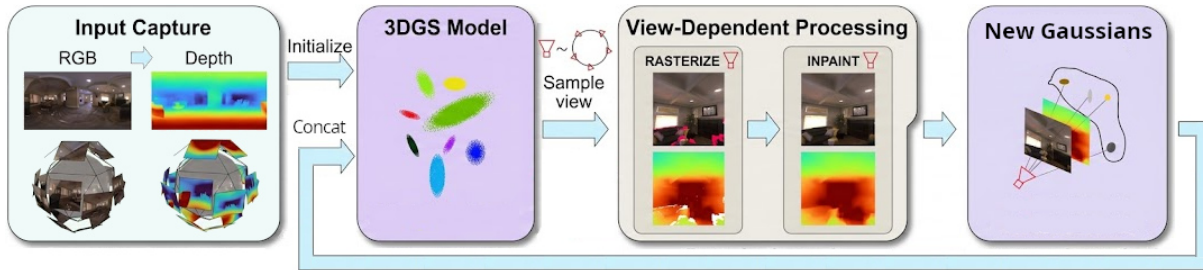 Input Capture
RGB
Depth
Initialize
Concat
3DGS Model
~
Sample
view
View-Dependent Processing
RASTERIZE
INPAINT
New Gaussians